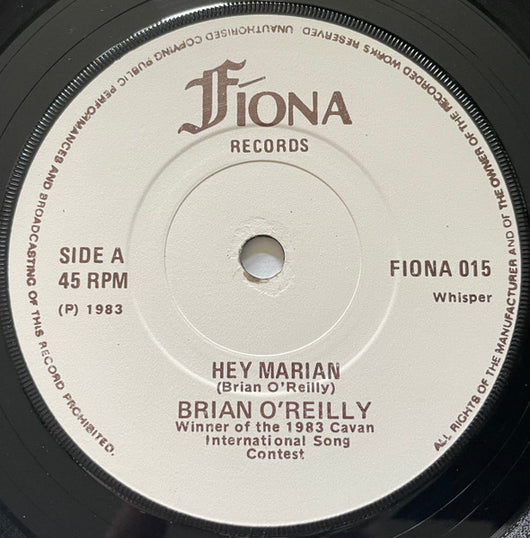 FIONA
RECORDS
SIDE A
45 RPM
(P) 1983
FIONA 015
Whisper
HEY MARIAN
(Brian O'Reilly)
BRIAN O'REILLY
Winner of the 1983 Cavan
International Song
Contest
ALL RIGHTS OF THE MANUFACTURER AND OF THE OWNER OF THE RECORDED WORKS RESERVED UNAUTHORISED COPYING PUBLIC PERFORMANCES AND BROADCASTING OF THIS RECORD PROHIBITED.